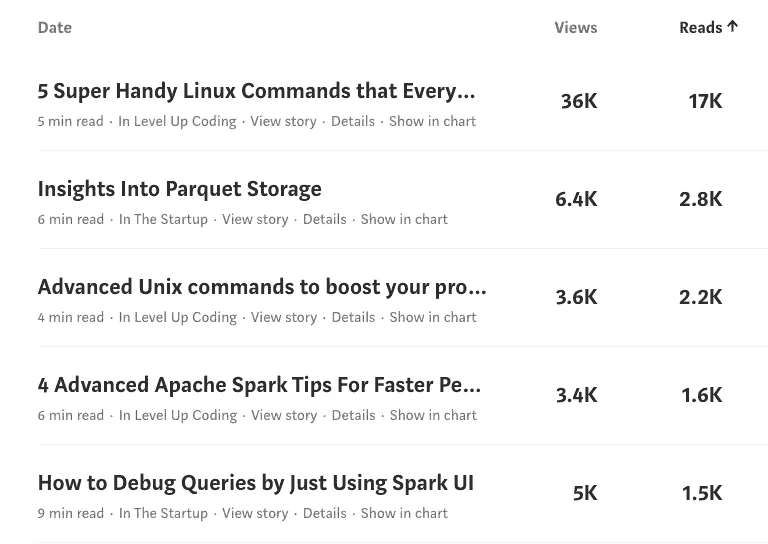 Date Views Reads ↑
5 Super Handy Linux Commands that Every... 36K 17K
5 min read · In Level Up Coding · View story · Details · Show in chart
Insights Into Parquet Storage 6.4K 2.8K
6 min read · In The Startup · View story · Details · Show in chart
Advanced Unix commands to boost your pro... 3.6K 2.2K
4 min read · In Level Up Coding · View story · Details · Show in chart
4 Advanced Apache Spark Tips For Faster Pe... 3.4K 1.6K
6 min read · In Level Up Coding · View story · Details · Show in chart
How to Debug Queries by Just Using Spark UI 5K 1.5K
9 min read · In The Startup · View story · Details · Show in chart